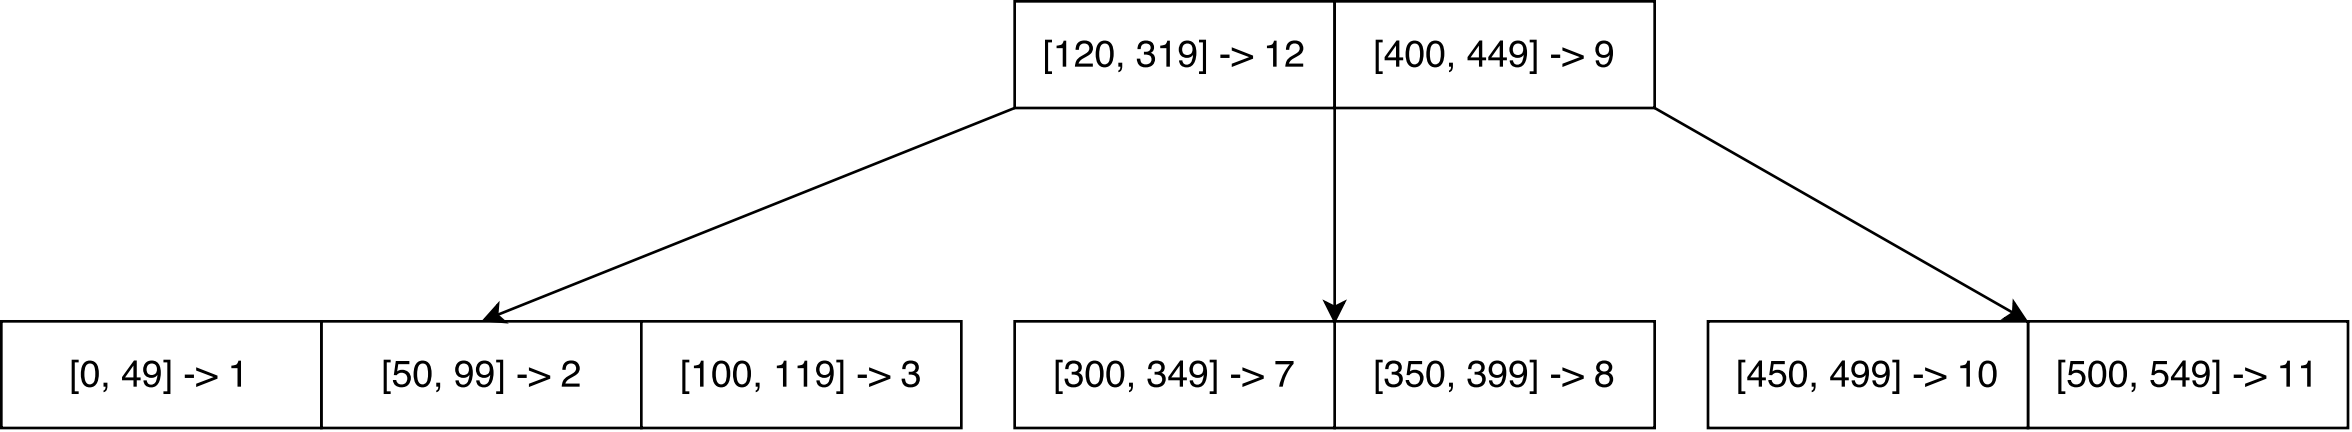 [120, 319] -> 12
[400, 449] -> 9
[0, 49] -> 1
[50, 99] -> 2
[100, 119] -> 3
[300, 349] -> 7
[350, 399] -> 8
[450, 499] -> 10
[500, 549] -> 11